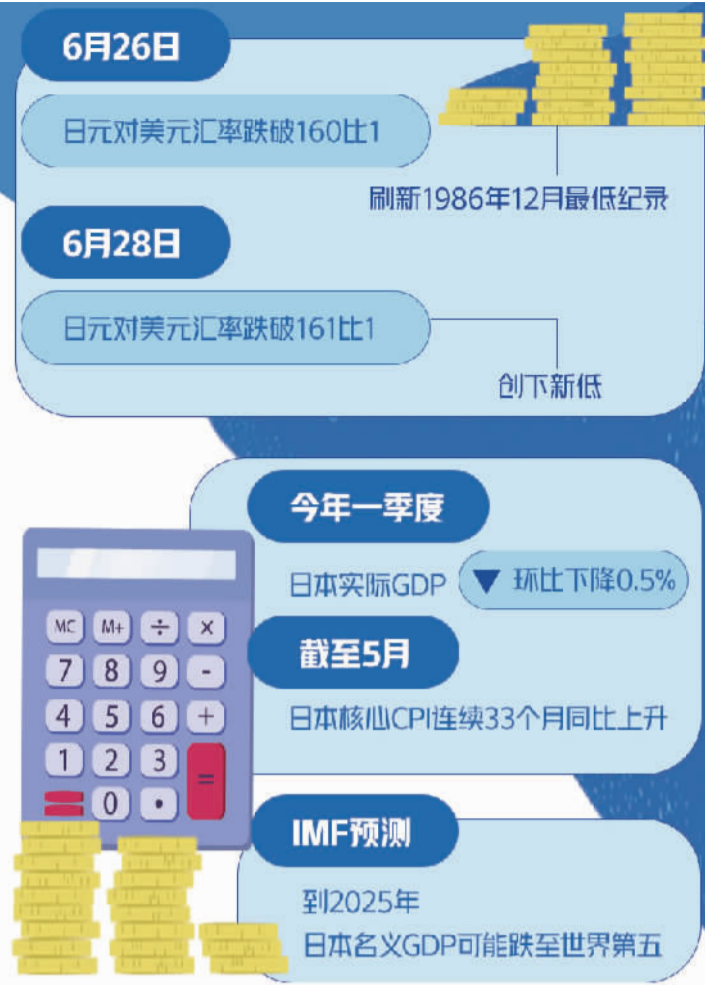 6月26日
日元对美元汇率跌破160比1
刷新1986年12月最低纪录
6月28日
日元对美元汇率跌破161比1
创下新低
今年一季度
日本实际GDP ▼ 环比下降0.5%
截至5月
日本核心CPI连续33个月同比上升
MC M+ ÷ ×
7 8 9 -
4 5 6 +
1 2 3 =
0 •
IMF预测
到2025年
日本名义GDP可能跌至世界第五